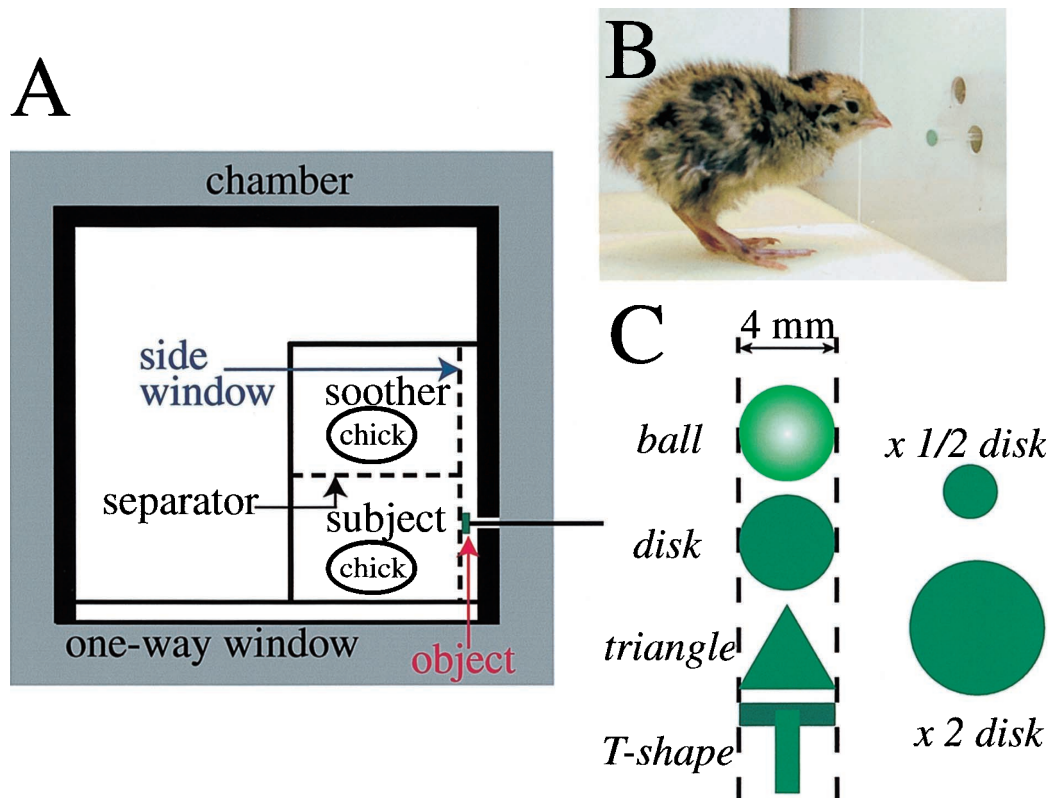 A
chamber
side
window
soother
chick
separator
subject
chick
one-way window
object
B
C
4 mm
ball
x 1/2 disk
disk
triangle
x 2 disk
T-shape